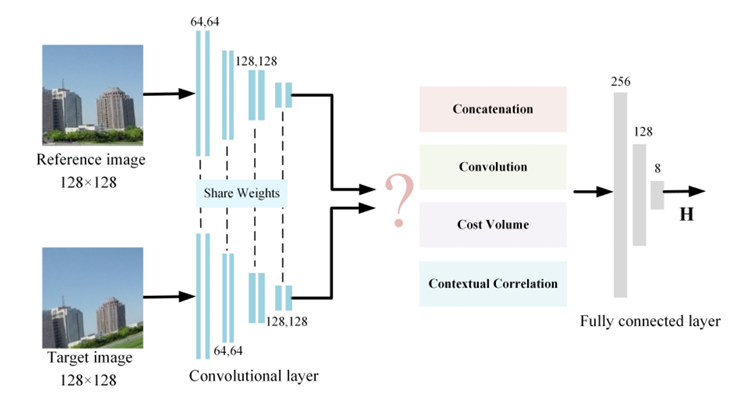 64,64
128,128
Reference image
128×128
Share Weights
?
Concatenation
Convolution
Cost Volume
Contextual Correlation
256
128
8
H
Fully connected layer
Target image
128×128
64,64
128,128
Convolutional layer